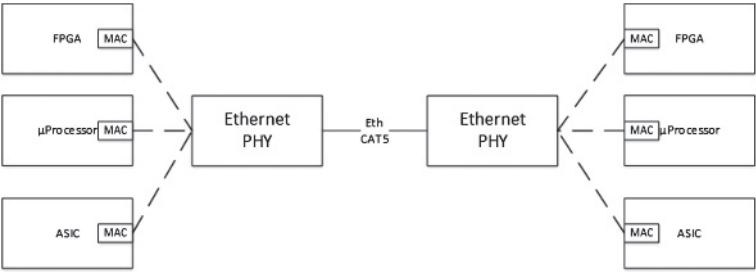 FPGA MAC
MAC FPGA
Ethernet
PHY
Eth
CAT5
Ethernet
PHY
µProcessor MAC
MAC µProcessor
ASIC MAC
MAC ASIC